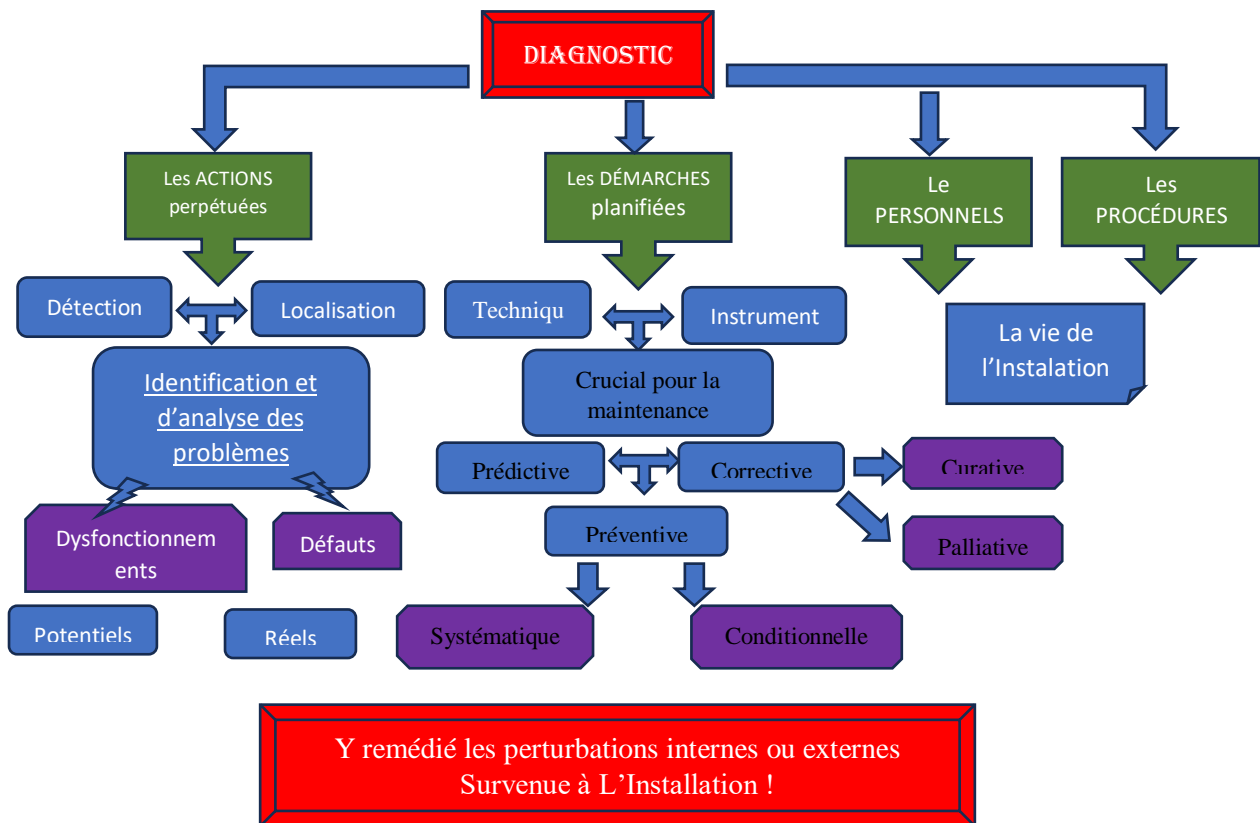 DIAGNOSTIC
Les ACTIONS
perpétuées
Les DÉMARCHES
planifiées
Le
PERSONNELS
Les
PROCÉDURES
Détection
Localisation
Techniqu
Instrument
La vie de
l’Instalation
Identification et
d’analyse des
problèmes
Crucial pour la
maintenance
Prédictive
Corrective
Curative
Préventive
Palliative
Dysfonctionnem
ents
Défauts
Potentiels
Réels
Systématique
Conditionnelle
Y remédié les perturbations internes ou externes
Survenue à L’Installation !